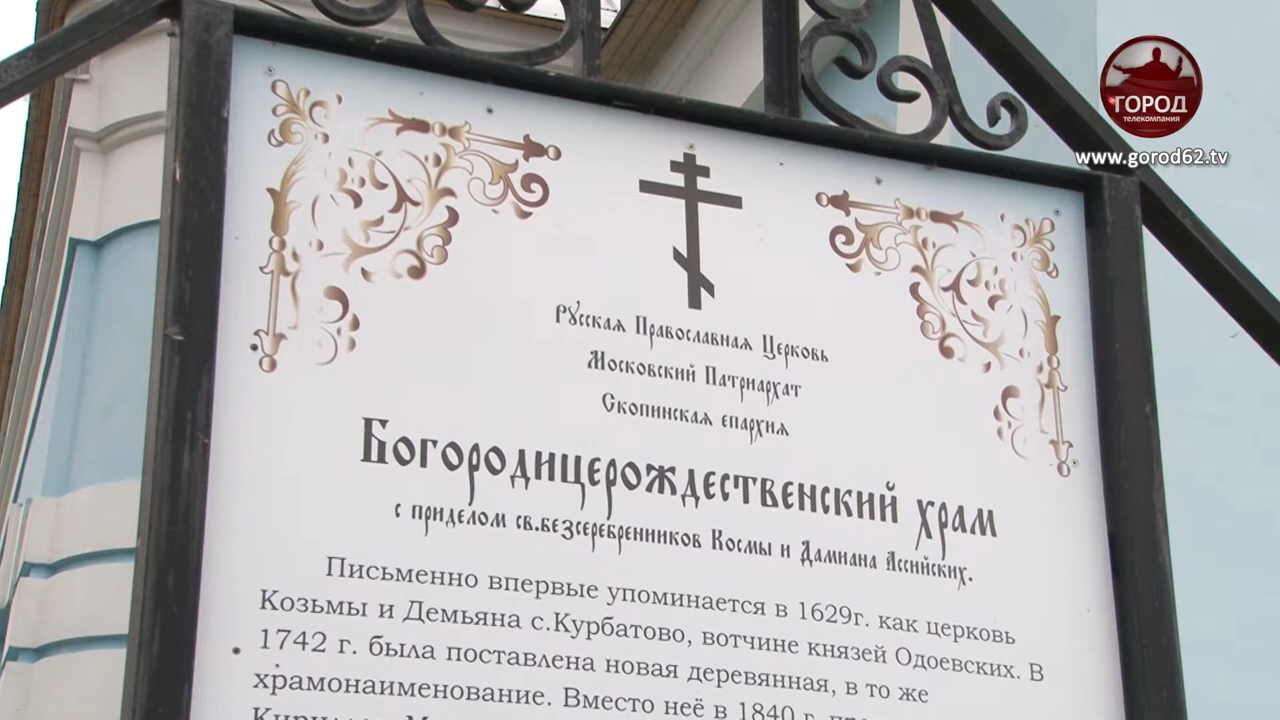 ГОРОД
телекомпания
www.gorod62.tv
Русская Православная Церковь
Московский Патриархат
Скопинская епархия
Богородицерождественский храм
с приделом св.безсеребренников Космы и Дамиана Ассийских.
Письменно впервые упоминается в 1629г. как церковь
Козьмы и Демьяна с.Курбатово, вотчине князей Одоевских. В
1742 г. была поставлена новая деревянная, в то же
храмонаименование. Вместо неё в 1840 г.